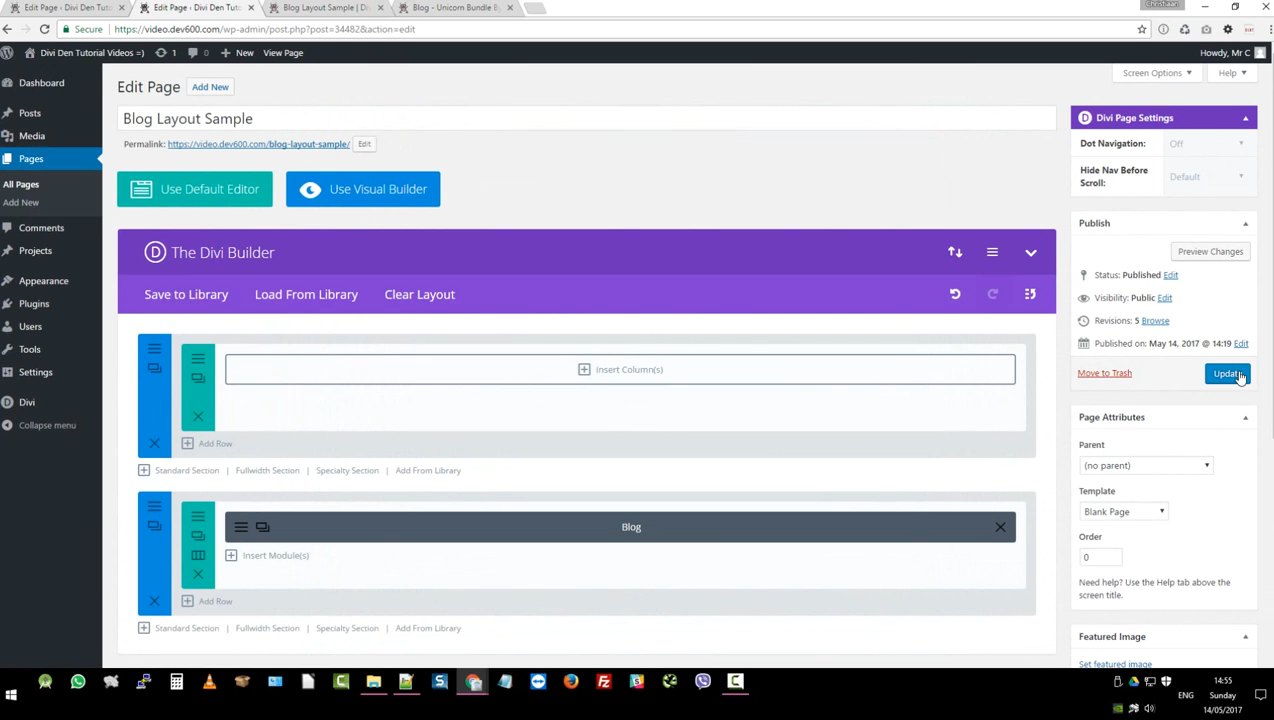 Edit Page ‹ Divi Den Tutori
Edit Page ‹ Divi Den Tutor
Blog Layout Sample | Di
Blog - Unicorn Bundle By
Christiaan
Secure
https://video.dev600.com/wp-admin/post.php?post=34482&action=edit
Divi Den Tutorial Videos =)
1
0
New
View Page
Howdy, Mr C
Dashboard
Posts
Media
Pages
All Pages
Add New
Comments
Projects
Appearance
Plugins
Users
Tools
Settings
Divi
Collapse menu
Screen Options
Help
Edit Page
Add New
Blog Layout Sample
Permalink: https://video.dev600.com/blog-layout-sample/
Edit
Use Default Editor
Use Visual Builder
D The Divi Builder
Save to Library
Load From Library
Clear Layout
Insert Column(s)
Add Row
Standard Section | Fullwidth Section | Specialty Section | Add From Library
Blog
Insert Module(s)
Add Row
Standard Section | Fullwidth Section | Specialty Section | Add From Library
D Divi Page Settings
Dot Navigation:
Off
Hide Nav Before Scroll:
Default
Publish
Preview Changes
Status: Published Edit
Visibility: Public Edit
Revisions: 5 Browse
Published on: May 14, 2017 @ 14:19 Edit
Move to Trash
Update
Page Attributes
Parent
(no parent)
Template
Blank Page
Order
0
Need help? Use the Help tab above the
screen title.
Featured Image
Set featured image
ENG
14:55
Sunday
14/05/2017